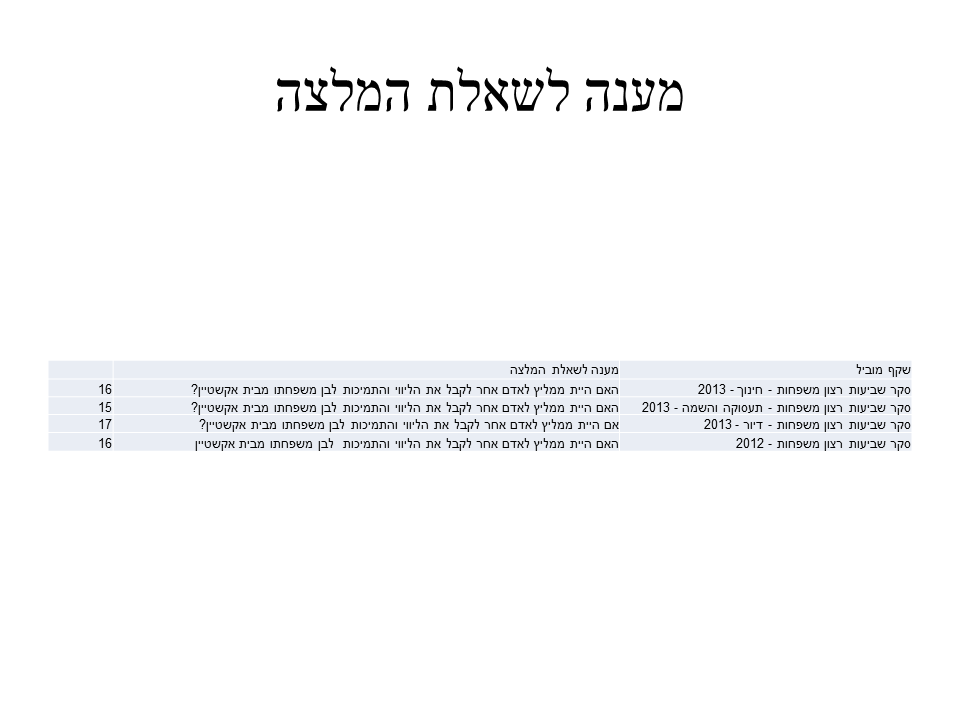 מענה לשאלת המלצה
שקף מוביל מענה לשאלת המלצה
סקר שביעות רצון משפחות - חינוך - 2013 האם היית ממליץ לאדם אחר לקבל את הליווי והתמיכות לבן משפחתו מבית אקשטיין? 16
סקר שביעות רצון משפחות - תעסוקה והשמה - 2013 האם היית ממליץ לאדם אחר לקבל את הליווי והתמיכות לבן משפחתו מבית אקשטיין? 15
סקר שביעות רצון משפחות - דיור - 2013 אם היית ממליץ לאדם אחר לקבל את הליווי והתמיכות לבן משפחתו מבית אקשטיין? 17
סקר שביעות רצון משפחות - 2012 האם היית ממליץ לאדם אחר לקבל את הליווי והתמיכות לבן משפחתו מבית אקשטיין 16